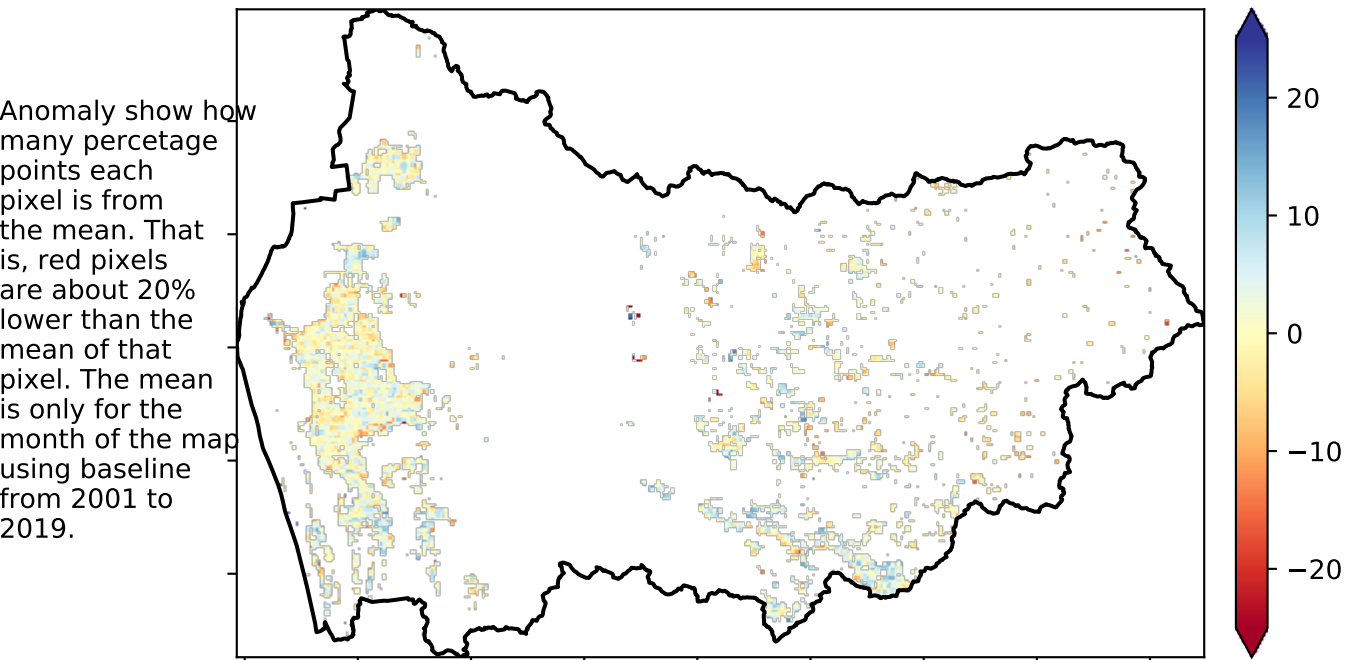 Anomaly show how
many percetage
points each
pixel is from
the mean. That
is, red pixels
are about 20%
lower than the
mean of that
pixel. The mean
is only for the
month of the map
using baseline
from 2001 to
2019.
20
10
0
−10
−20